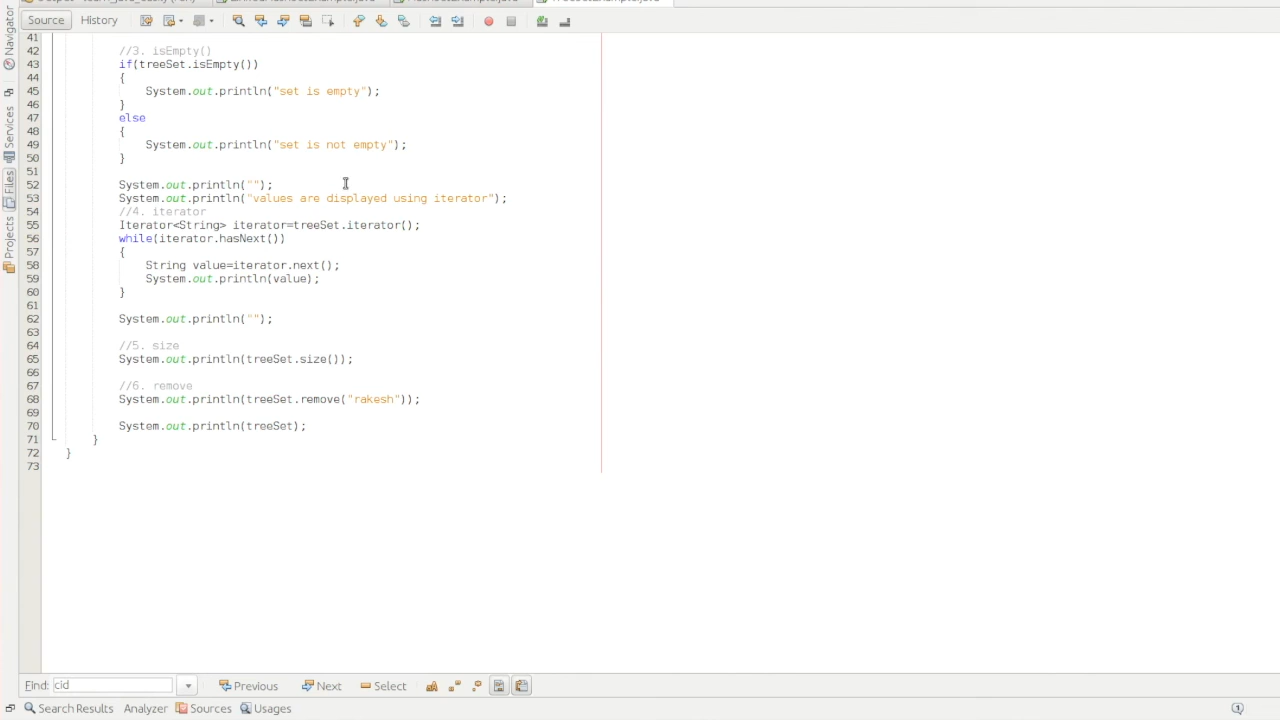 Source History
Navigator
Services
Files
Projects
41
42 //3. isEmpty()
43 if(treeSet.isEmpty())
44 {
45 System.out.println("set is empty");
46 }
47 else
48 {
49 System.out.println("set is not empty");
50 }
51
52 System.out.println("");
53 System.out.println("values are displayed using iterator");
54 //4. iterator
55 Iterator<String> iterator=treeSet.iterator();
56 while(iterator.hasNext())
57 {
58 String value=iterator.next();
59 System.out.println(value);
60 }
61
62 System.out.println("");
63
64 //5. size
65 System.out.println(treeSet.size());
66
67 //6. remove
68 System.out.println(treeSet.remove("rakesh"));
69
70 System.out.println(treeSet);
71 }
72 }
73
Find: cid Previous Next Select
Search Results Analyzer Sources Usages 1